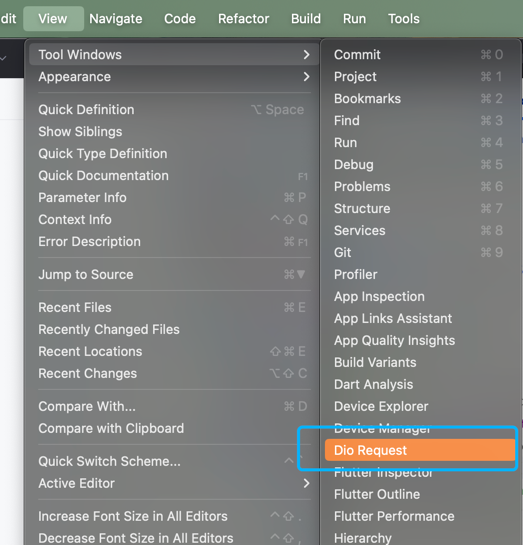 dit View Navigate Code Refactor Build Run Tools
Tool Windows
Appearance
Quick Definition ⌥ Space
Show Siblings
Quick Type Definition
Quick Documentation F1
Parameter Info ⌘ P
Context Info ^ ⇧ Q
Error Description ⌘ F1
Jump to Source ⌘▼
Recent Files ⌘ E
Recently Changed Files
Recent Locations ⇧ ⌘ E
Recent Changes ⌥ ⇧ C
Compare With... ⌘ D
Compare with Clipboard
Quick Switch Scheme... ^
Active Editor
Increase Font Size in All Editors ^ ⇧ .
Decrease Font Size in All Editors ^ ⇧ ,
Commit ⌘ 0
Project ⌘ 1
Bookmarks ⌘ 2
Find ⌘ 3
Run ⌘ 4
Debug ⌘ 5
Problems ⌘ 6
Structure ⌘ 7
Services ⌘ 8
Git ⌘ 9
Profiler
App Inspection
App Links Assistant
App Quality Insights
Build Variants
Dart Analysis
Device Explorer
Device Manager
Dio Request
Flutter Inspector
Flutter Outline
Flutter Performance
Hierarchy